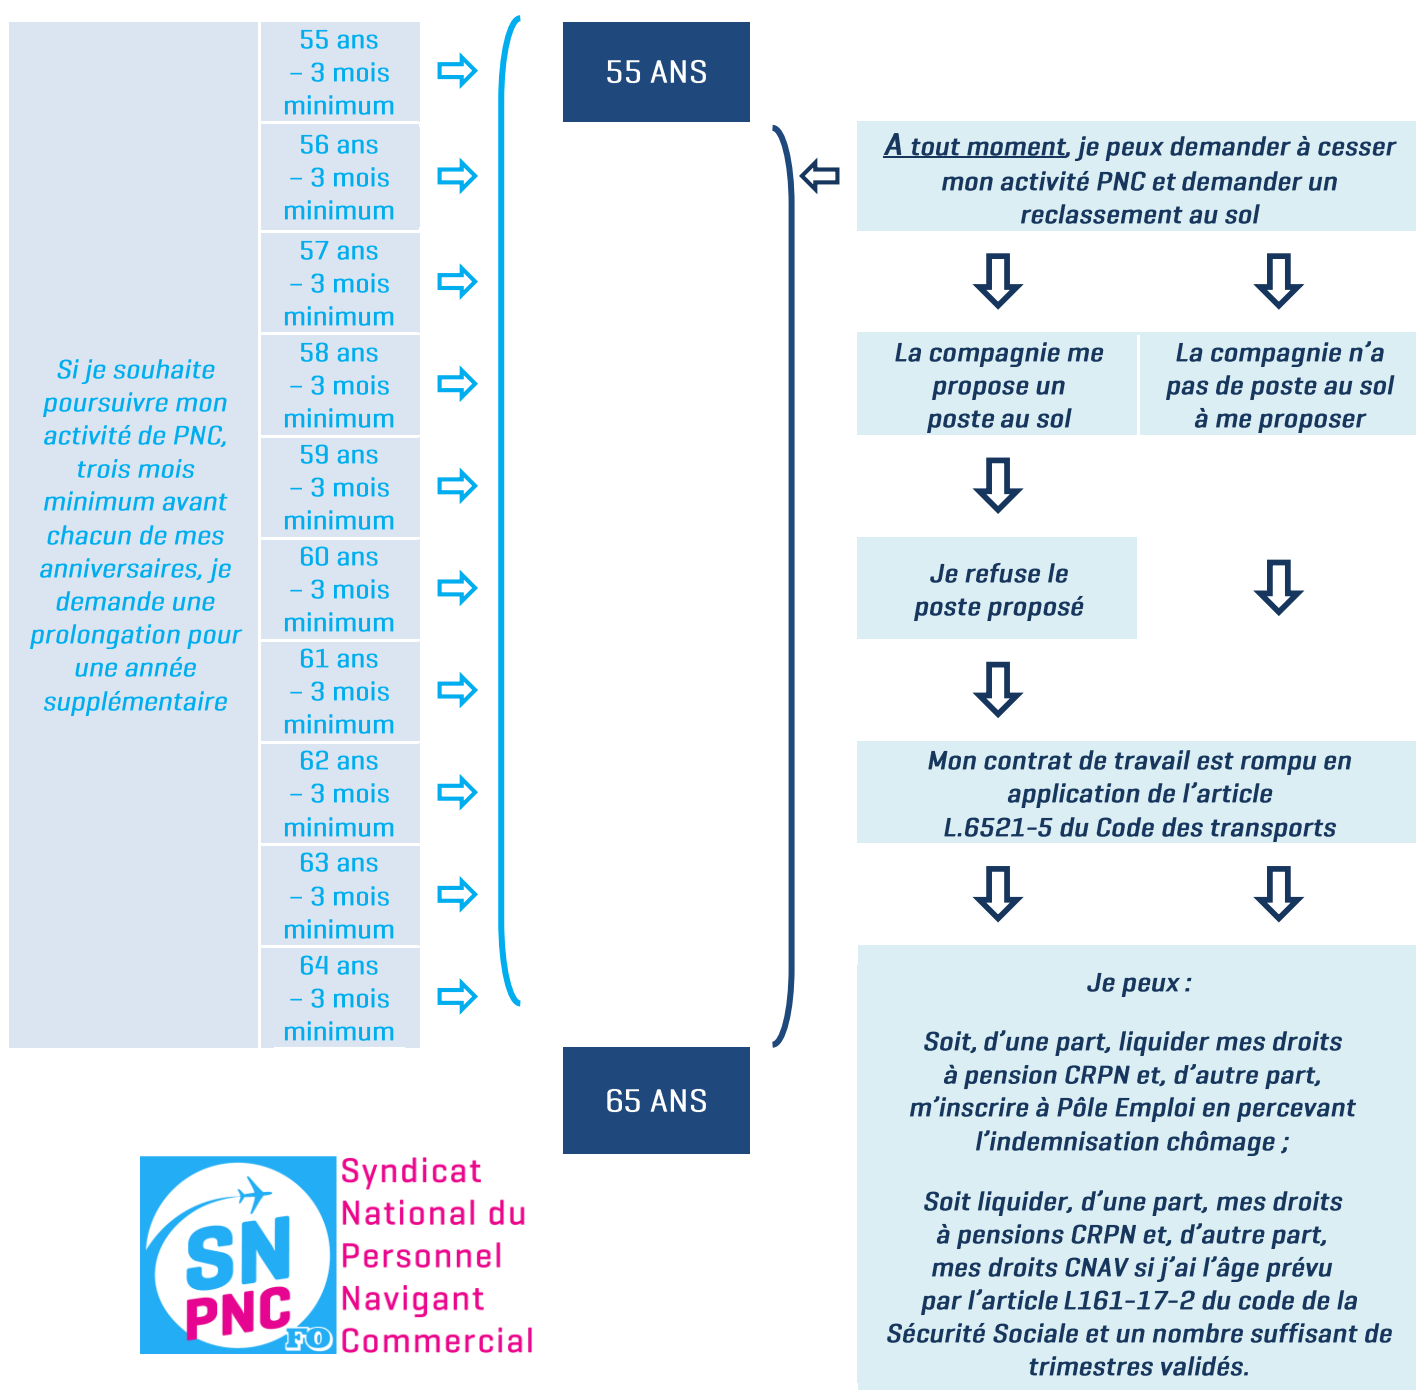 Si je souhaite
poursuivre mon
activité de PNC,
trois mois
minimum avant
chacun de mes
anniversaires, je
demande une
prolongation pour
une année
supplémentaire
55 ans
– 3 mois
minimum
56 ans
– 3 mois
minimum
57 ans
– 3 mois
minimum
58 ans
– 3 mois
minimum
59 ans
– 3 mois
minimum
60 ans
– 3 mois
minimum
61 ans
– 3 mois
minimum
62 ans
– 3 mois
minimum
63 ans
– 3 mois
minimum
64 ans
– 3 mois
minimum
55 ANS
65 ANS
A tout moment, je peux demander à cesser
mon activité PNC et demander un
reclassement au sol
La compagnie me
propose un
poste au sol
La compagnie n'a
pas de poste au sol
à me proposer
Je refuse le
poste proposé
Mon contrat de travail est rompu en
application de l'article
L.6521-5 du Code des transports
Je peux :
Soit, d'une part, liquider mes droits
à pension CRPN et, d'autre part,
m'inscrire à Pôle Emploi en percevant
l'indemnisation chômage ;
Soit liquider, d'une part, mes droits
à pensions CRPN et, d'autre part,
mes droits CNAV si j'ai l'âge prévu
par l'article L161-17-2 du code de la
Sécurité Sociale et un nombre suffisant de
trimestres validés.
SN
PNC
FO
Syndicat
National du
Personnel
Navigant
Commercial